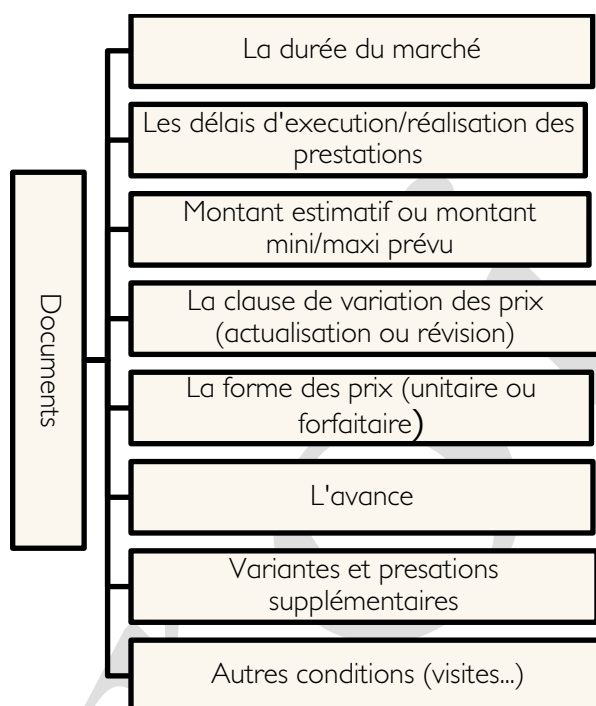 La durée du marché
Les délais d'execution/réalisation des
prestations
Montant estimatif ou montant
mini/maxi prévu
La clause de variation des prix
(actualisation ou révision)
Documents
La forme des prix (unitaire ou
forfaitaire)
L'avance
Variantes et presations
supplémentaires
Autres conditions (visites...)